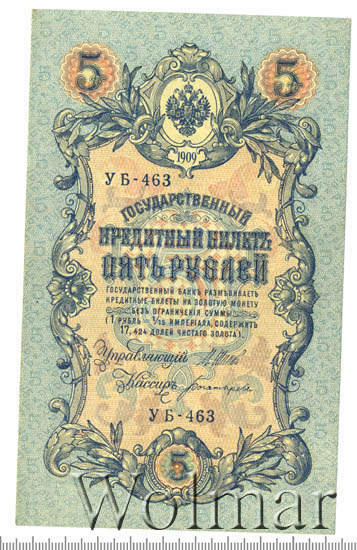 5 5
1909
УБ-463
ГОСУДАРСТВЕННЫЙ
КРЕДИТНЫЙ БИЛЕТЪ
ПЯТЬ РУБЛЕЙ
ГОСУДАРСТВЕННЫЙ БАНКЪ РАЗМѢНИВАЕТЪ
КРЕДИТНЫЕ БИЛЕТЫ НА ЗОЛОТУЮ МОНЕТУ
БЕЗЪ ОГРАНИЧЕНІЯ СУММЫ
(1 РУБЛЬ = 1/15 ИМПЕРІАЛА, СОДЕРЖИТЪ
17,424 ДОЛЕЙ ЧИСТАГО ЗОЛОТА).
Управляющій
Кассиръ
УБ-463
5
Wolmar